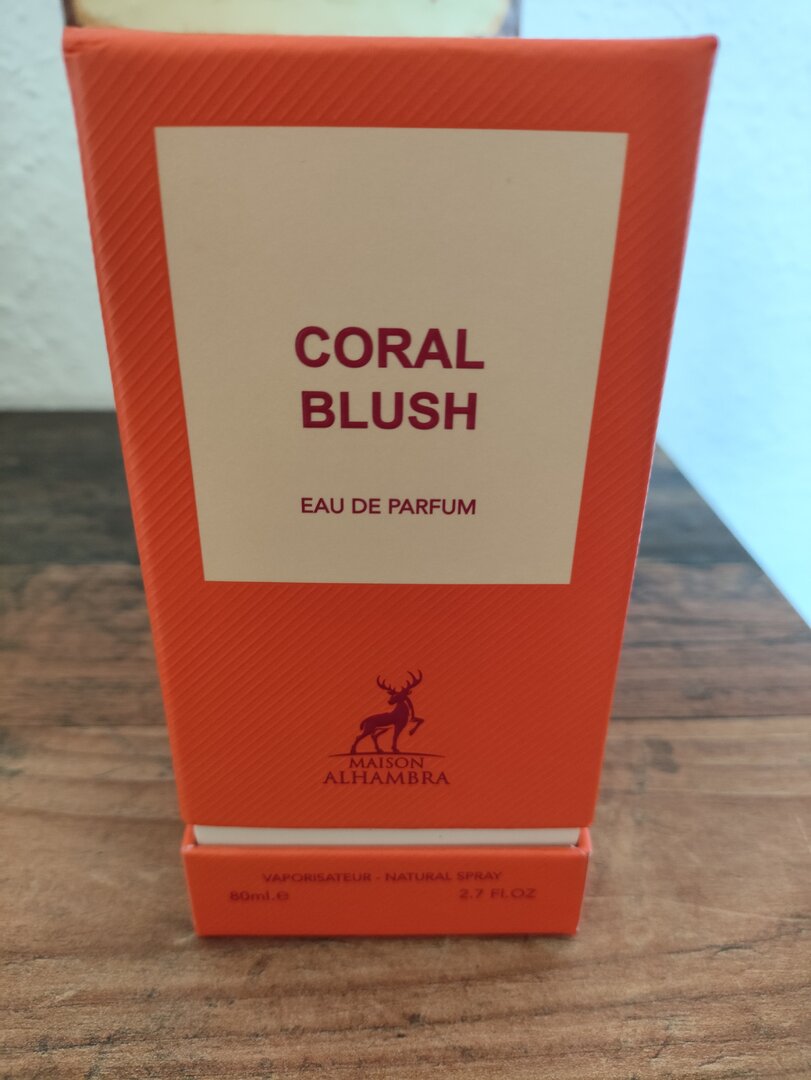 CORAL
BLUSH
EAU DE PARFUM
MAISON
ALHAMBRA
VAPORISATEUR - NATURAL SPRAY
80ml.e 2.7 FL.OZ